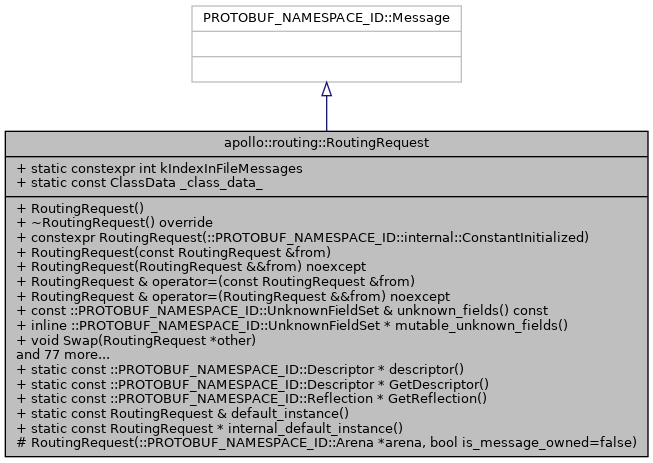 PROTOBUF_NAMESPACE_ID::Message
apollo::routing::RoutingRequest
+ static constexpr int kIndexInFileMessages
+ static const ClassData _class_data_
+ RoutingRequest()
+ ~RoutingRequest() override
+ constexpr RoutingRequest(::PROTOBUF_NAMESPACE_ID::internal::ConstantInitialized)
+ RoutingRequest(const RoutingRequest &from)
+ RoutingRequest(RoutingRequest &&from) noexcept
+ RoutingRequest & operator=(const RoutingRequest &from)
+ RoutingRequest & operator=(RoutingRequest &&from) noexcept
+ const ::PROTOBUF_NAMESPACE_ID::UnknownFieldSet & unknown_fields() const
+ inline ::PROTOBUF_NAMESPACE_ID::UnknownFieldSet * mutable_unknown_fields()
+ void Swap(RoutingRequest *other)
and 77 more...
+ static const ::PROTOBUF_NAMESPACE_ID::Descriptor * descriptor()
+ static const ::PROTOBUF_NAMESPACE_ID::Descriptor * GetDescriptor()
+ static const ::PROTOBUF_NAMESPACE_ID::Reflection * GetReflection()
+ static const RoutingRequest & default_instance()
+ static const RoutingRequest * internal_default_instance()
# RoutingRequest(::PROTOBUF_NAMESPACE_ID::Arena *arena, bool is_message_owned=false)